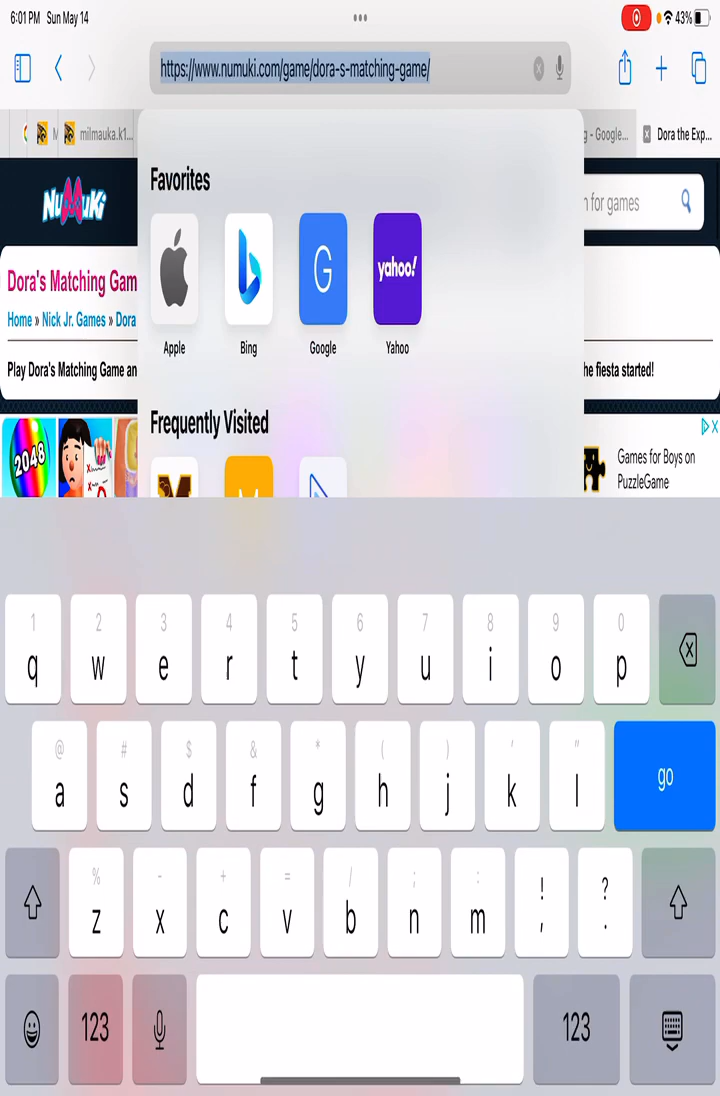 6:01 PM Sun May 14
43%
https://www.numuki.com/game/dora-s-matching-game/
milmauka.k1...
g - Google...
Dora the Exp...
NuMuKi
n for games
Favorites
Dora's Matching Gam
Home » Nick Jr. Games » Dora
Apple
Bing
G
Google
yahoo!
Yahoo
Play Dora's Matching Game an
he fiesta started!
Frequently Visited
2048
Games for Boys on
PuzzleGame
1 2 3 4 5 6 7 8 9 0
q w e r t y u i o p
@ # $ & * ( ) ' "
a s d f g h j k l
go
% - + = / ; : ! ?
z x c v b n m , .
123
123